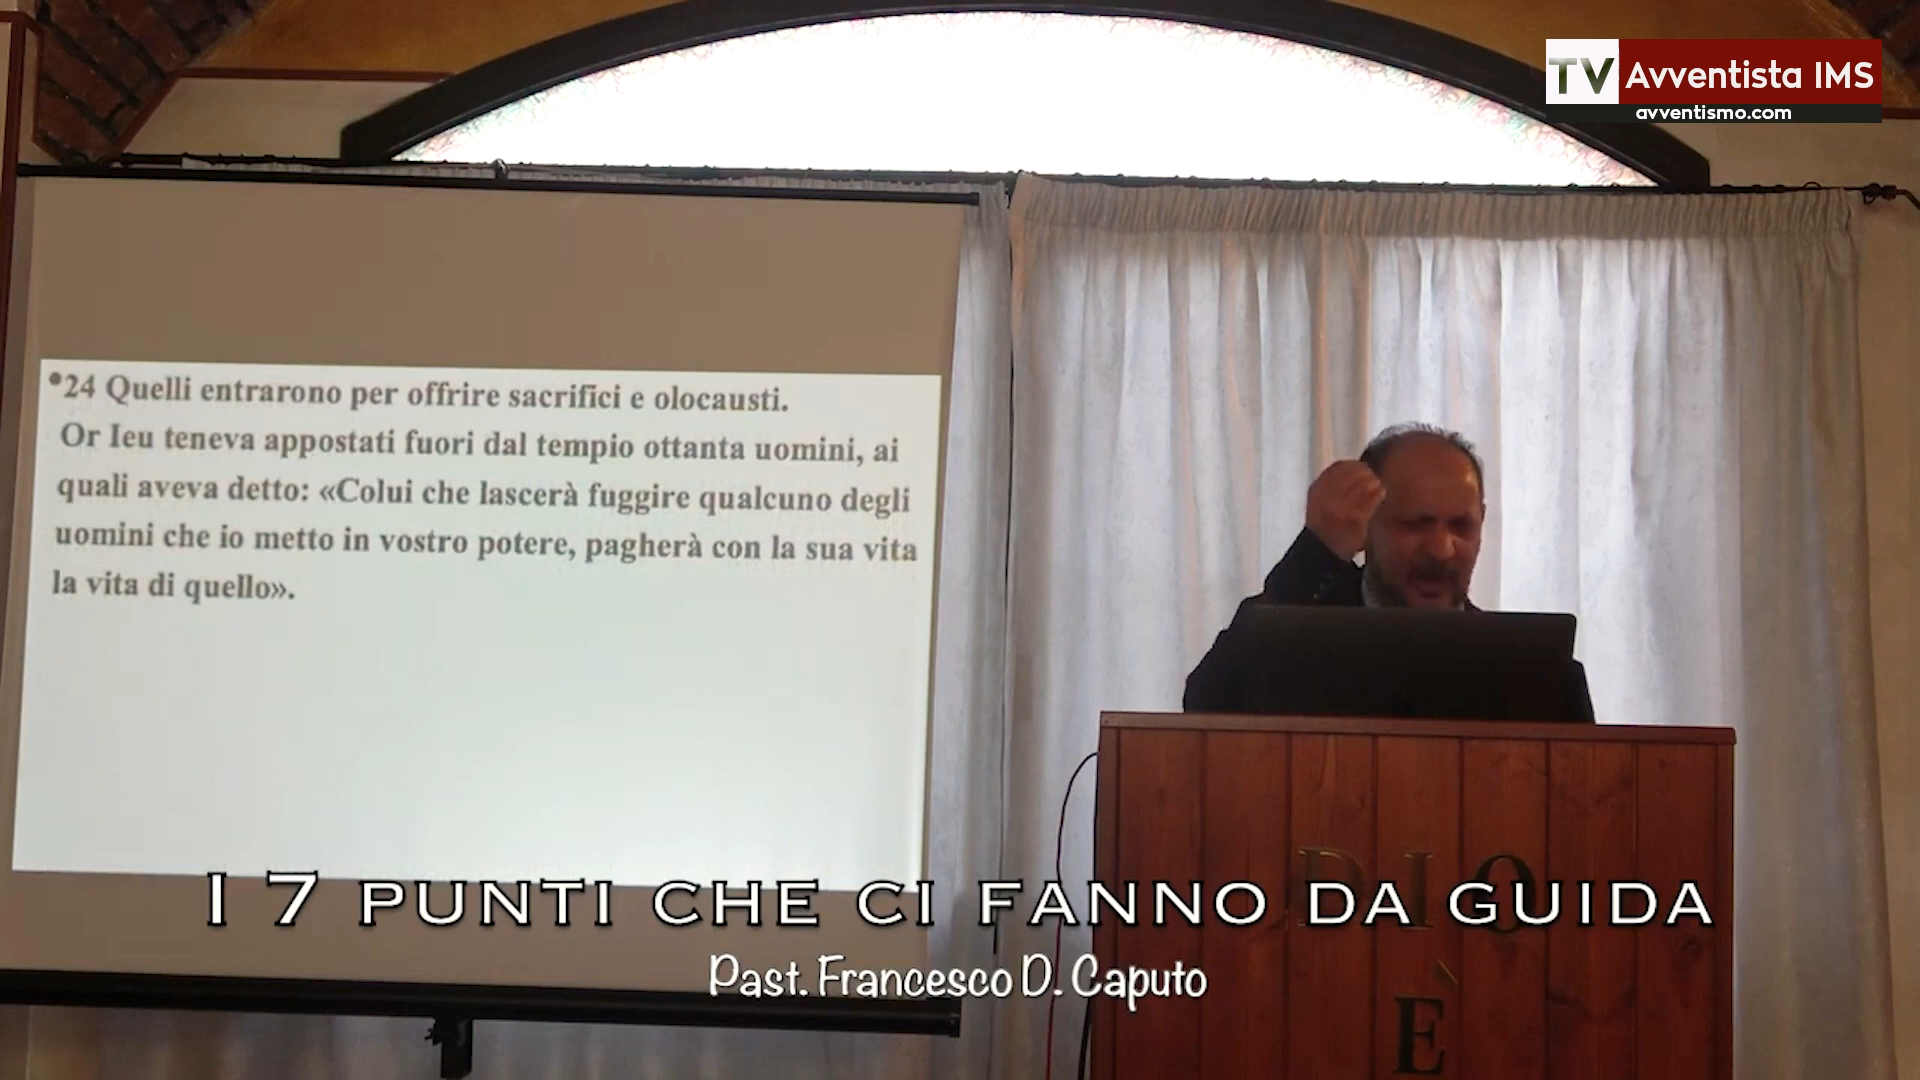 TV Avventista IMS
avventismo.com
•24 Quelli entrarono per offrire sacrifici e olocausti.
Or Ieu teneva appostati fuori dal tempio ottanta uomini, ai
quali aveva detto: «Colui che lascerà fuggire qualcuno degli
uomini che io metto in vostro potere, pagherà con la sua vita
la vita di quello».
I 7 PUNTI CHE CI FANNO DA GUIDA
Past. Francesco D. Caputo
DIO
È